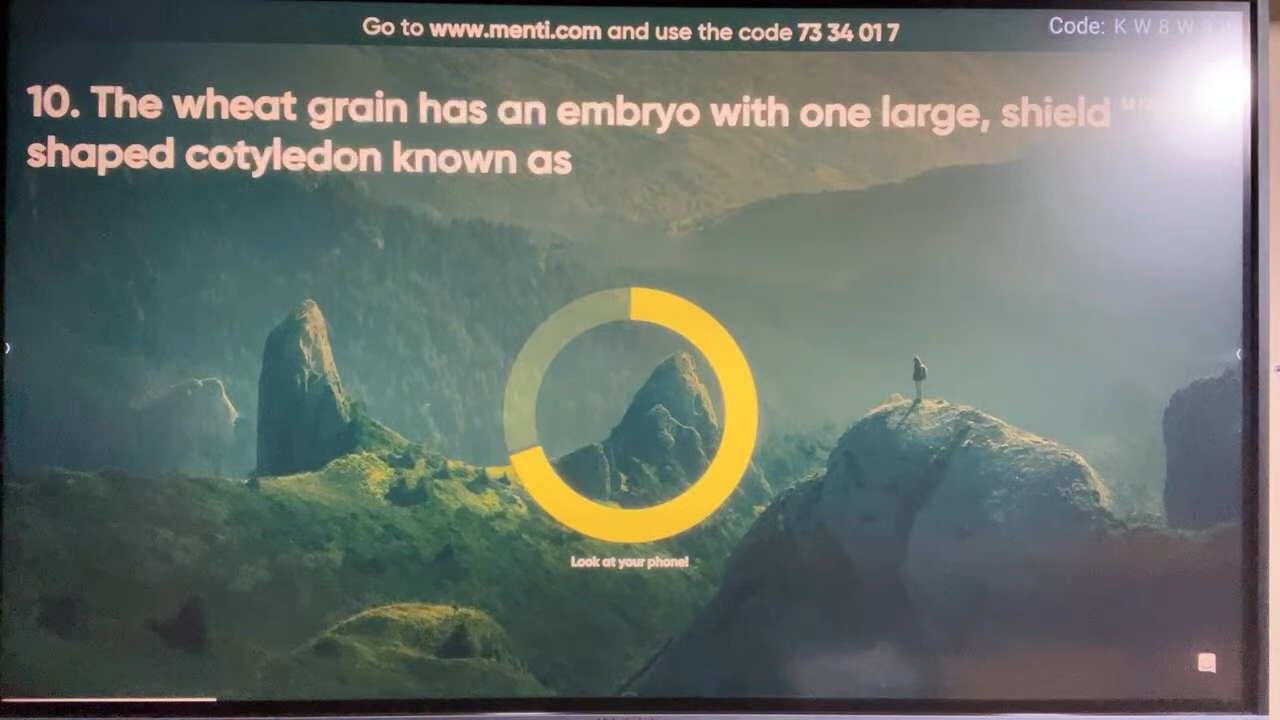 Go to www.menti.com and use the code 73 34 01 7
Code: K W 8 W
10. The wheat grain has an embryo with one large, shield
shaped cotyledon known as
Look at your phone!